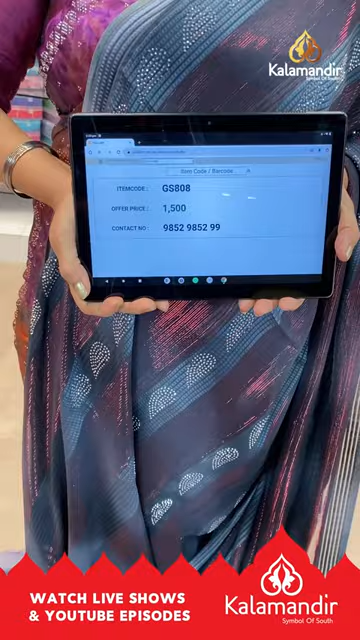 Kalamandir
Symbol Of South
Item Code / Barcode
ITEMCODE : GS808
OFFER PRICE : 1,500
CONTACT NO : 9852 9852 99
WATCH LIVE SHOWS
& YOUTUBE EPISODES
Kalamandir
Symbol Of South